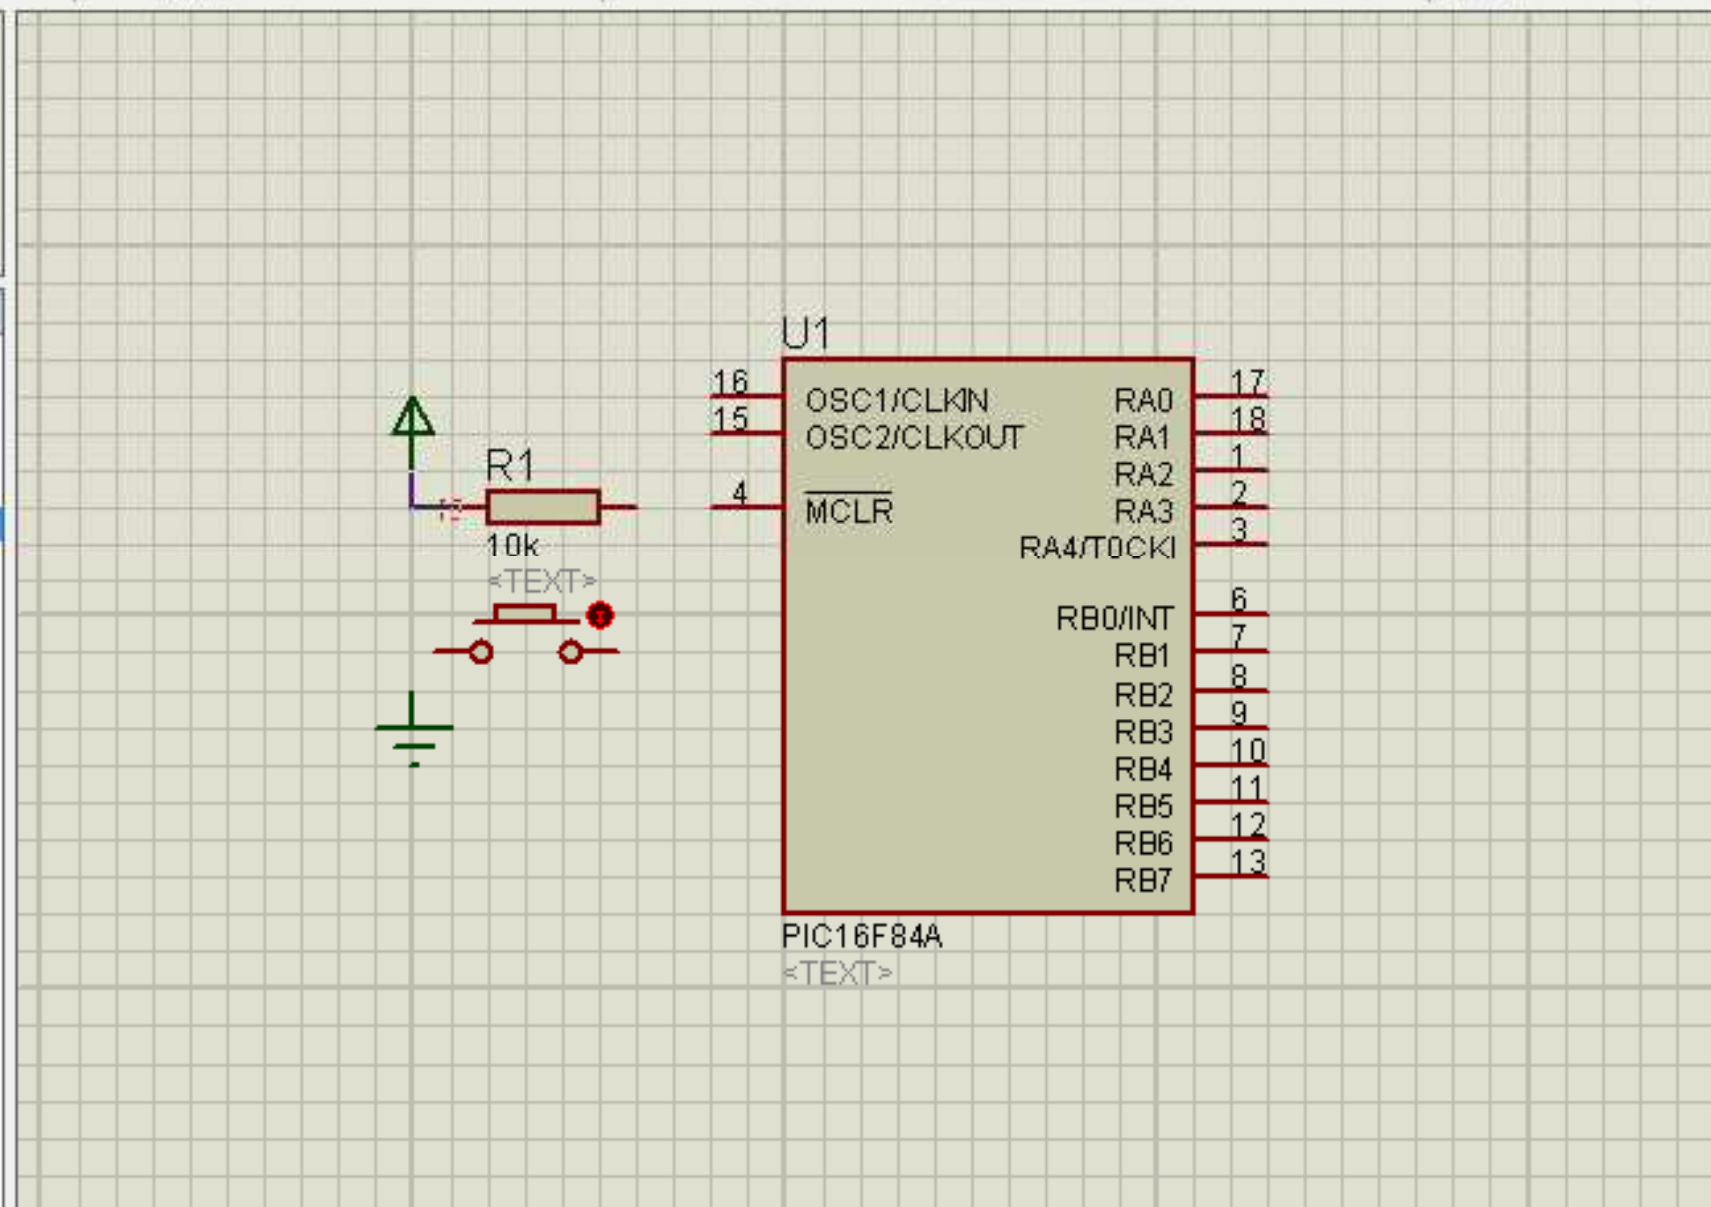 U1
16
OSC1/CLKIN
RA0
17
15
OSC2/CLKOUT
RA1
18
R1
RA2
1
4
MCLR
RA3
2
10k
RA4/T0CKI
3
<TEXT>
RB0/INT
6
RB1
7
RB2
8
RB3
9
RB4
10
RB5
11
RB6
12
RB7
13
PIC16F84A
<TEXT>